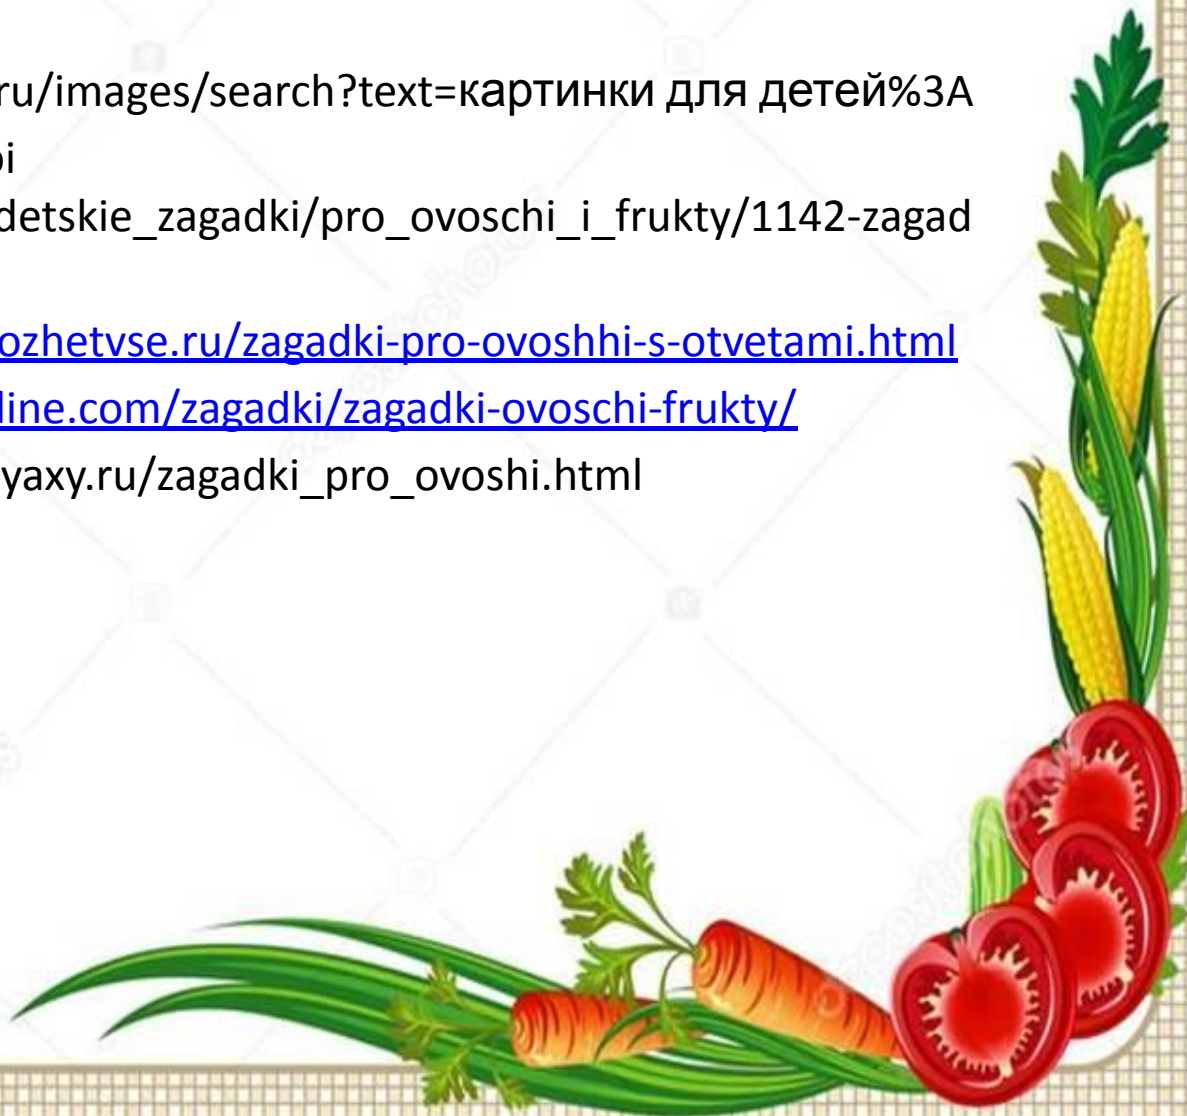 ru/images/search?text=картинки для детей%3A
i
detskie_zagadki/pro_ovoschi_i_frukty/1142-zagad
ozhetvse.ru/zagadki-pro-ovoshhi-s-otvetami.html
line.com/zagadki/zagadki-ovoschi-frukty/
yaxy.ru/zagadki_pro_ovoshi.html